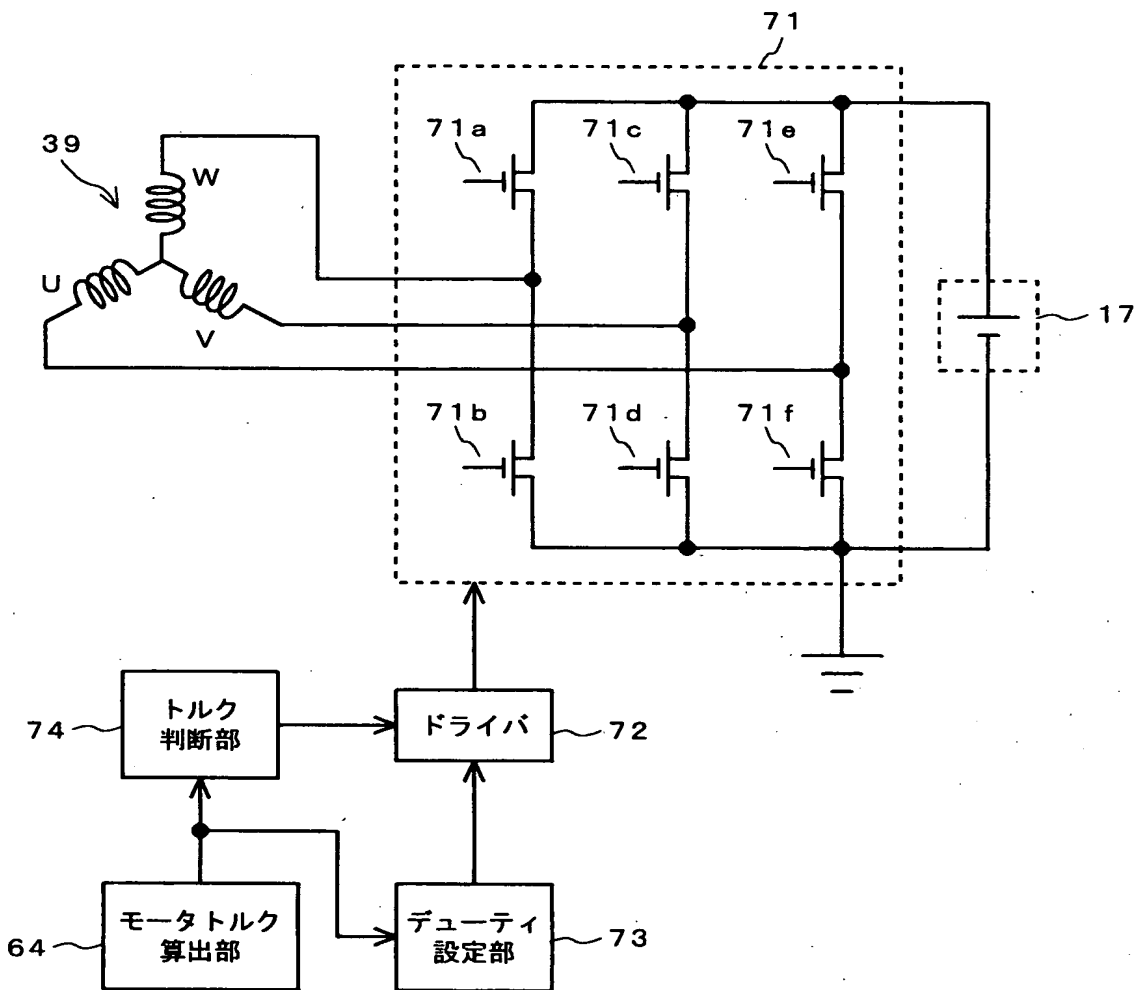 71
71a
71c
71e
39
W
U
V
17
71b
71d
71f
トルク
判断部
74
ドライバ
72
モータトルク
算出部
64
デューティ
設定部
73